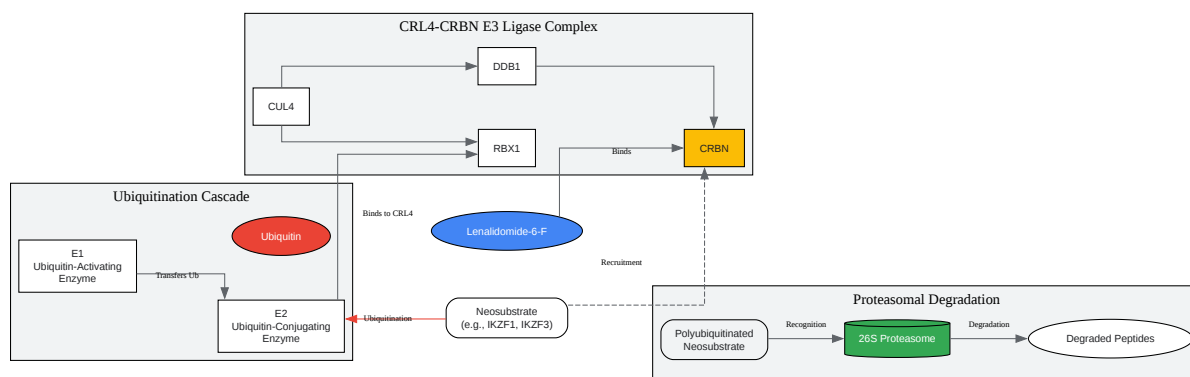 CRL4-CRBN E3 Ligase Complex
DDB1
CUL4
RBX1
Binds
CRBN
Ubiquitination Cascade
Binds to CRL4
Ubiquitin
Lenalidomide-6-F
E1
Ubiquitin-Activating
Enzyme
Transfers Ub
Recruitment
E2
Ubiquitin-Conjugating
Enzyme
Ubiquitination
Neosubstrate
(e.g., IKZF1, IKZF3)
Proteasomal Degradation
Polyubiquitinated
Neosubstrate
Recognition
26S Proteasome
Degradation
Degraded Peptides